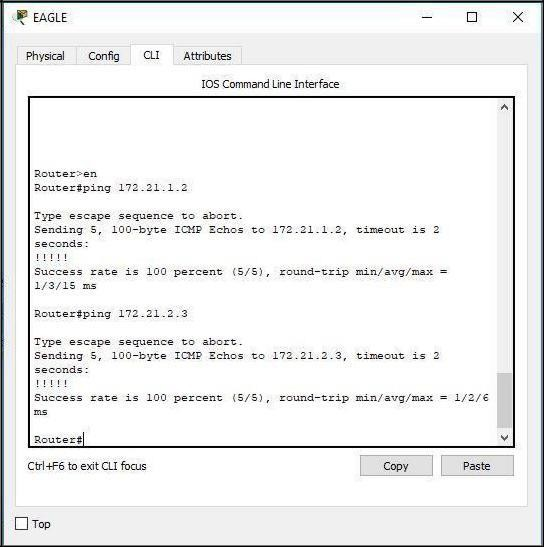 EAGLE
Physical Config CLI Attributes
IOS Command Line Interface
Router>en
Router#ping 172.21.1.2
Type escape sequence to abort.
Sending 5, 100-byte ICMP Echos to 172.21.1.2, timeout is 2
seconds:
!!!!!
Success rate is 100 percent (5/5), round-trip min/avg/max =
1/3/15 ms
Router#ping 172.21.2.3
Type escape sequence to abort.
Sending 5, 100-byte ICMP Echos to 172.21.2.3, timeout is 2
seconds:
!!!!!
Success rate is 100 percent (5/5), round-trip min/avg/max = 1/2/6
ms
Router#
Ctrl+F6 to exit CLI focus Copy Paste
Top